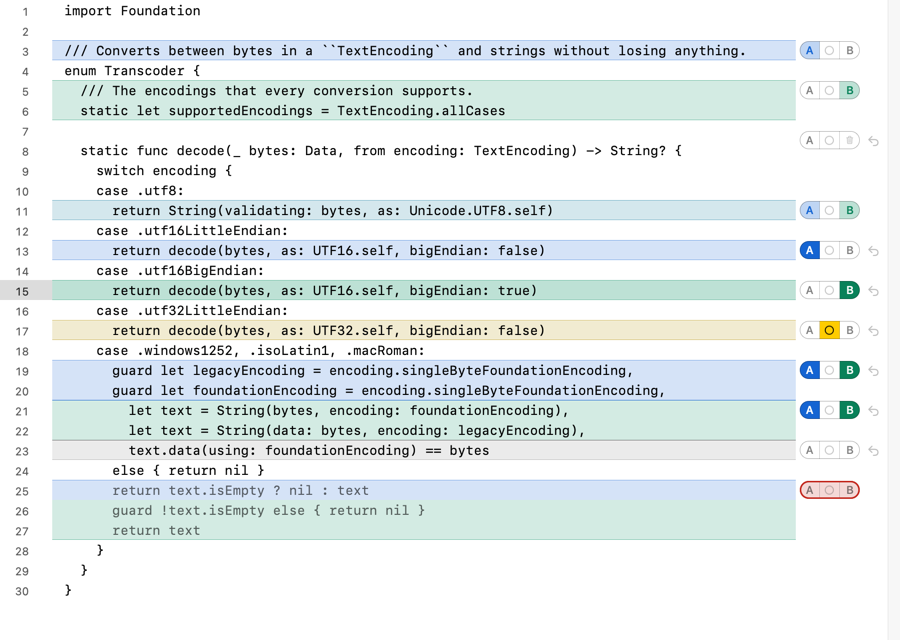 1 import Foundation
2
3 /// Converts between bytes in a ``TextEncoding`` and strings without losing anything. A O B
4 enum Transcoder {
5 /// The encodings that every conversion supports. A O B
6 static let supportedEncodings = TextEncoding.allCases
7 A O
8 static func decode(_ bytes: Data, from encoding: TextEncoding) -> String? {
9 switch encoding {
10 case .utf8:
11 return String(validating: bytes, as: Unicode.UTF8.self) A O B
12 case .utf16LittleEndian:
13 return decode(bytes, as: UTF16.self, bigEndian: false) A O B
14 case .utf16BigEndian:
15 return decode(bytes, as: UTF16.self, bigEndian: true) A O B
16 case .utf32LittleEndian:
17 return decode(bytes, as: UTF32.self, bigEndian: false) A O B
18 case .windows1252, .isoLatin1, .macRoman:
19 guard let legacyEncoding = encoding.singleByteFoundationEncoding, A O B
20 guard let foundationEncoding = encoding.singleByteFoundationEncoding,
21 let text = String(bytes, encoding: foundationEncoding), A O B
22 let text = String(data: bytes, encoding: legacyEncoding),
23 text.data(using: foundationEncoding) == bytes A O B
24 else { return nil }
25 return text.isEmpty ? nil : text A O B
26 guard !text.isEmpty else { return nil }
27 return text
28 }
29 }
30 }